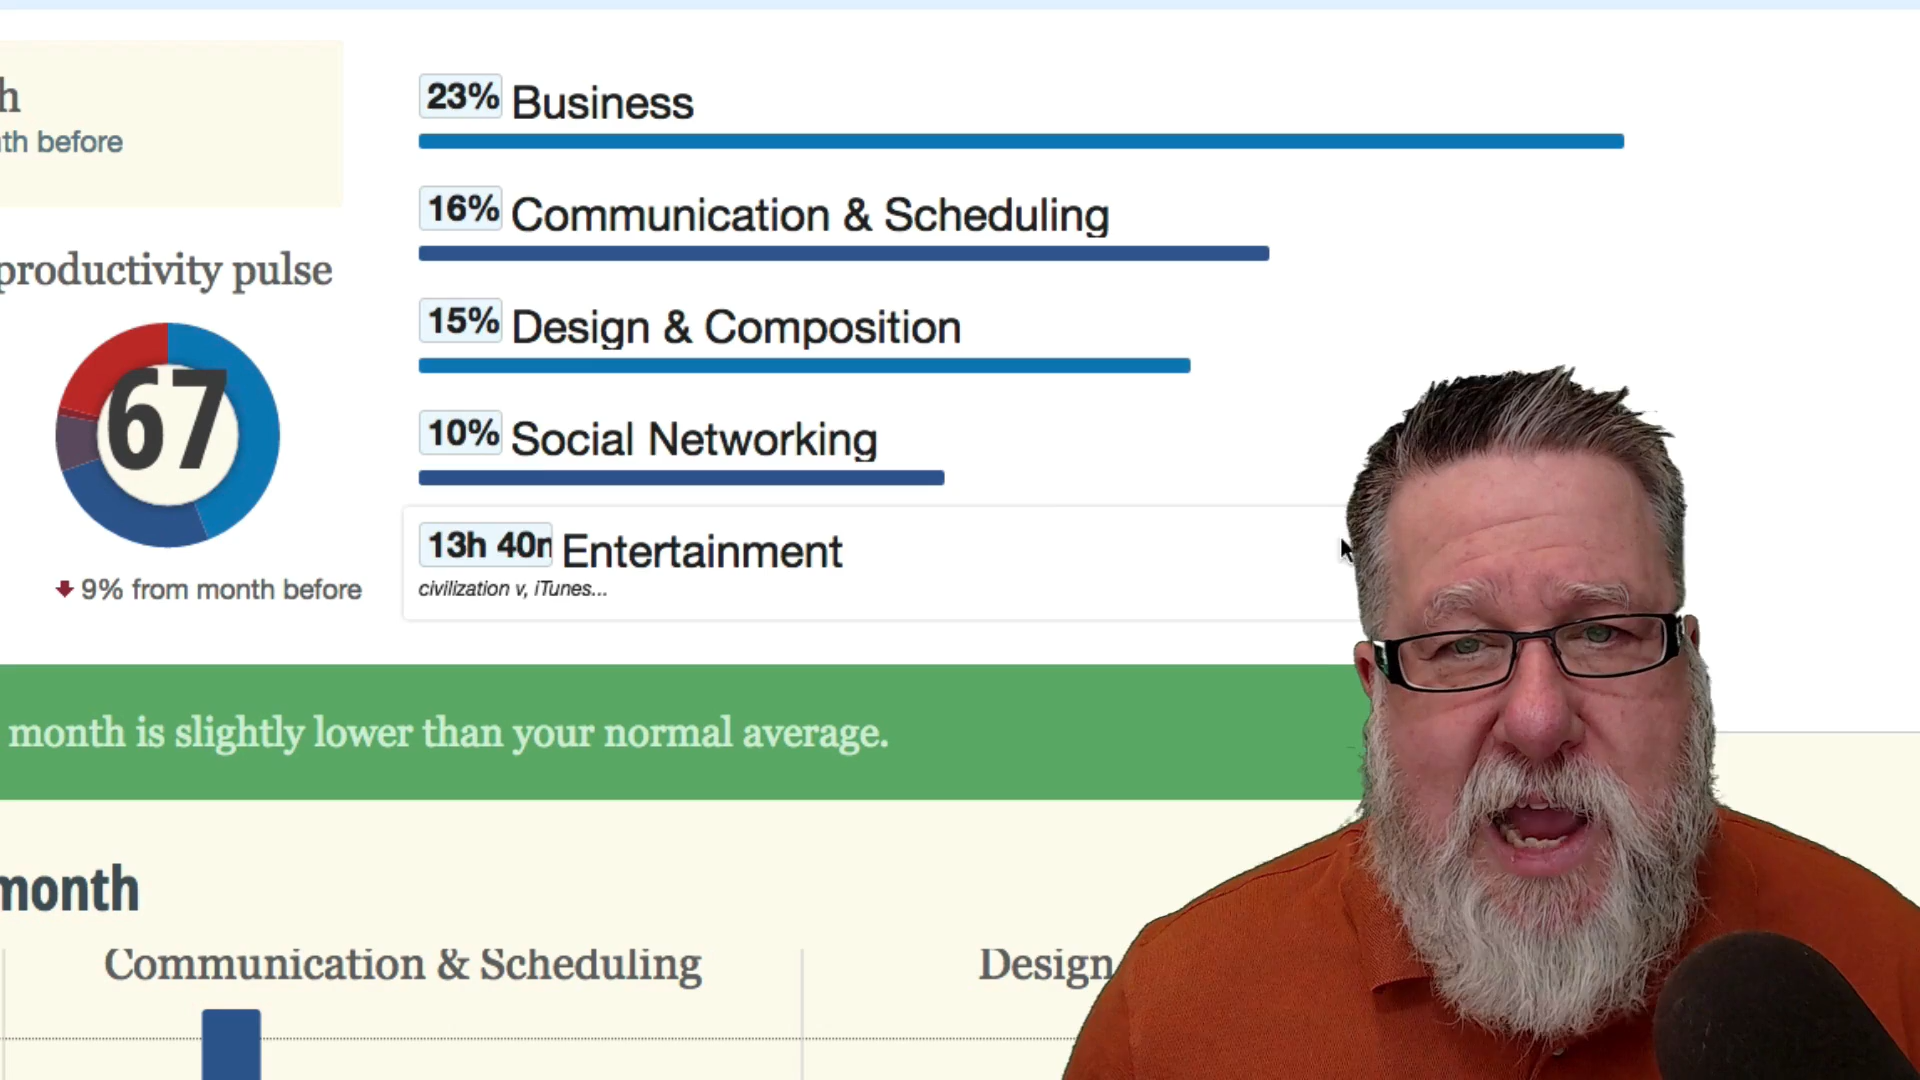 h
th before
productivity pulse
67
9% from month before
23% Business
16% Communication & Scheduling
15% Design & Composition
10% Social Networking
13h 40m Entertainment
civilization v, iTunes...
month is slightly lower than your normal average.
month
Communication & Scheduling
Design